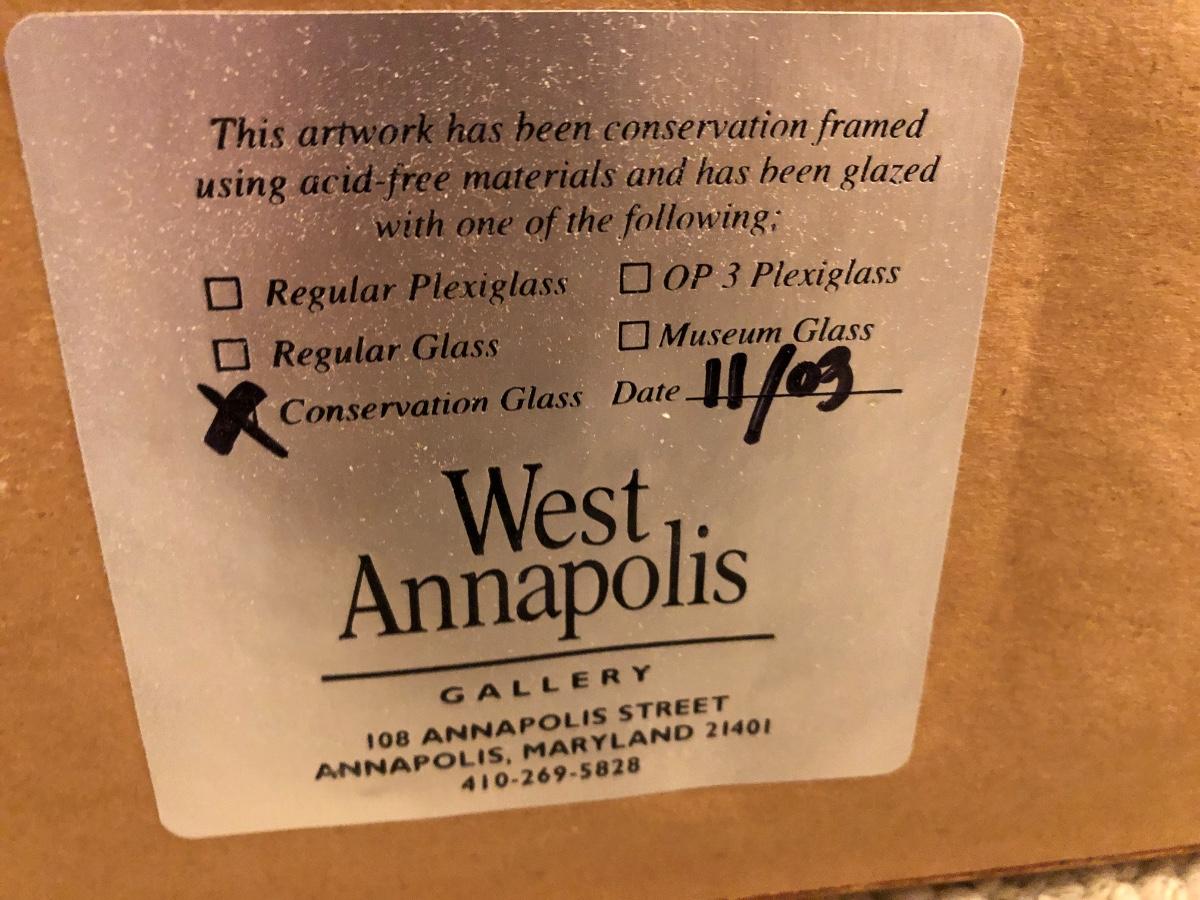 This artwork has been conservation framed
using acid-free materials and has been glazed
with one of the following;
☐ Regular Plexiglass ☐ OP 3 Plexiglass
☐ Regular Glass ☐ Museum Glass
X Conservation Glass Date 11/03
West
Annapolis
GALLERY
108 ANNAPOLIS STREET
ANNAPOLIS, MARYLAND 21401
410-269-5828